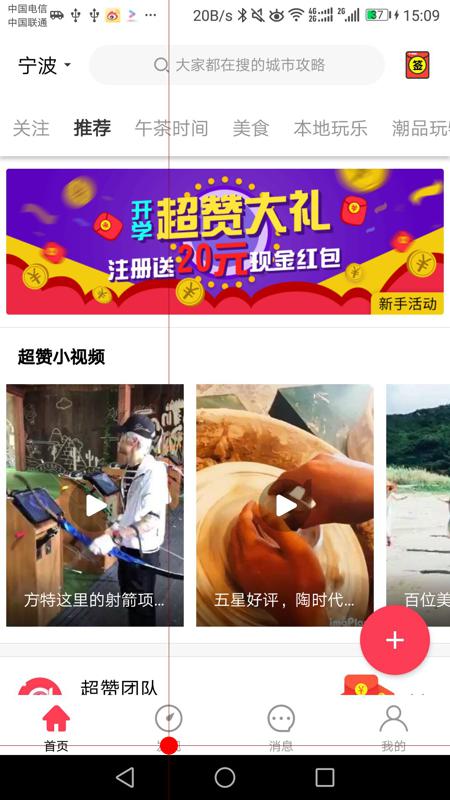 中国电信
中国联通
20B/s 4G 2G 37 15:09
宁波 大家都在搜的城市攻略 签
关注 推荐 午茶时间 美食 本地玩乐 潮品玩
开学 超赞大礼
注册送20元现金红包
新手活动
超赞小视频
方特这里的射箭项...
五星好评，陶时代...
百位美
+
超赞团队
首页 消息 我的